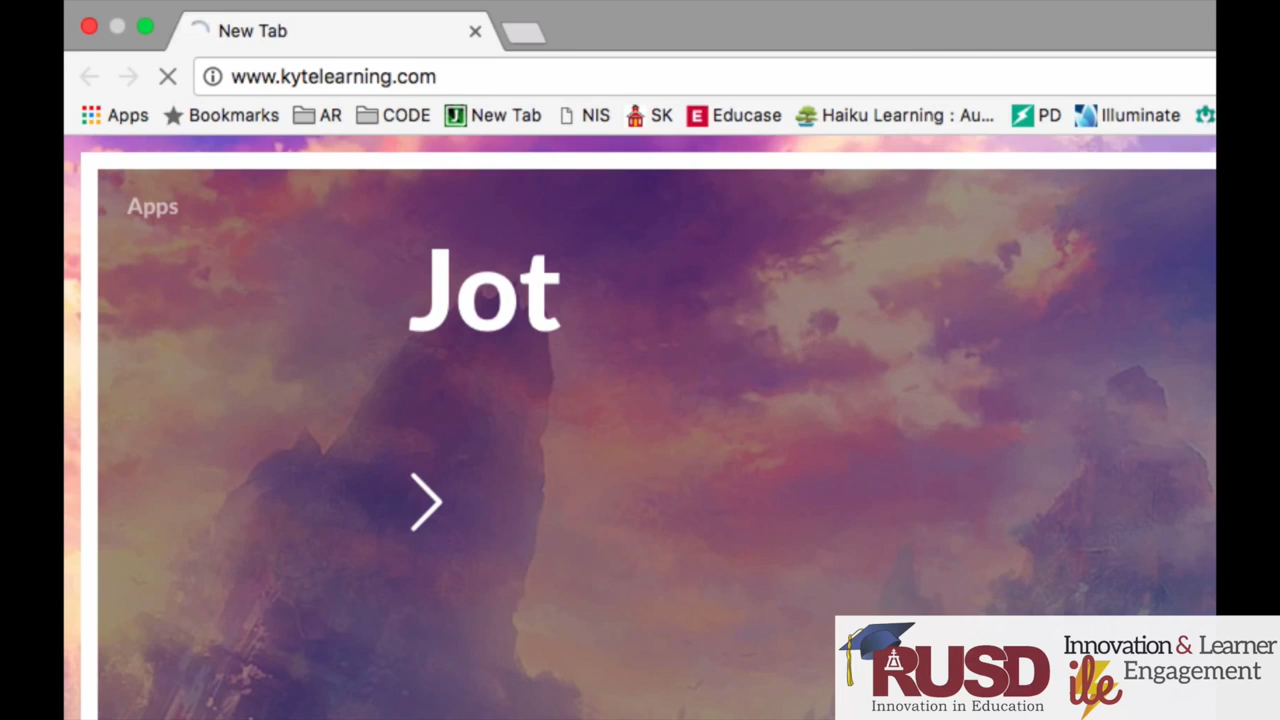 New Tab
www.kytelearning.com
Apps Bookmarks AR CODE New Tab NIS SK E Educase Haiku Learning : Au... PD Illuminate
Apps
Jot
RUSD
Innovation in Education
Innovation & Learner
ile Engagement